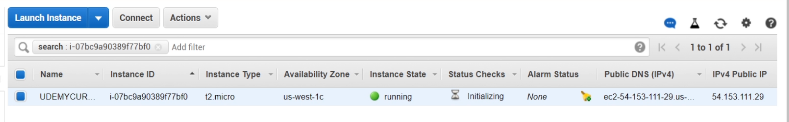 Launch Instance Connect Actions
search : i-07bc9a90389f77bf0 Add filter 1 to 1 of 1
Name Instance ID Instance Type Availability Zone Instance State Status Checks Alarm Status Public DNS (IPv4) IPv4 Public IP
UDEMYCUR... i-07bc9a90389f77bf0 t2.micro us-west-1c running Initializing None ec2-54-153-111-29.us-... 54.153.111.29